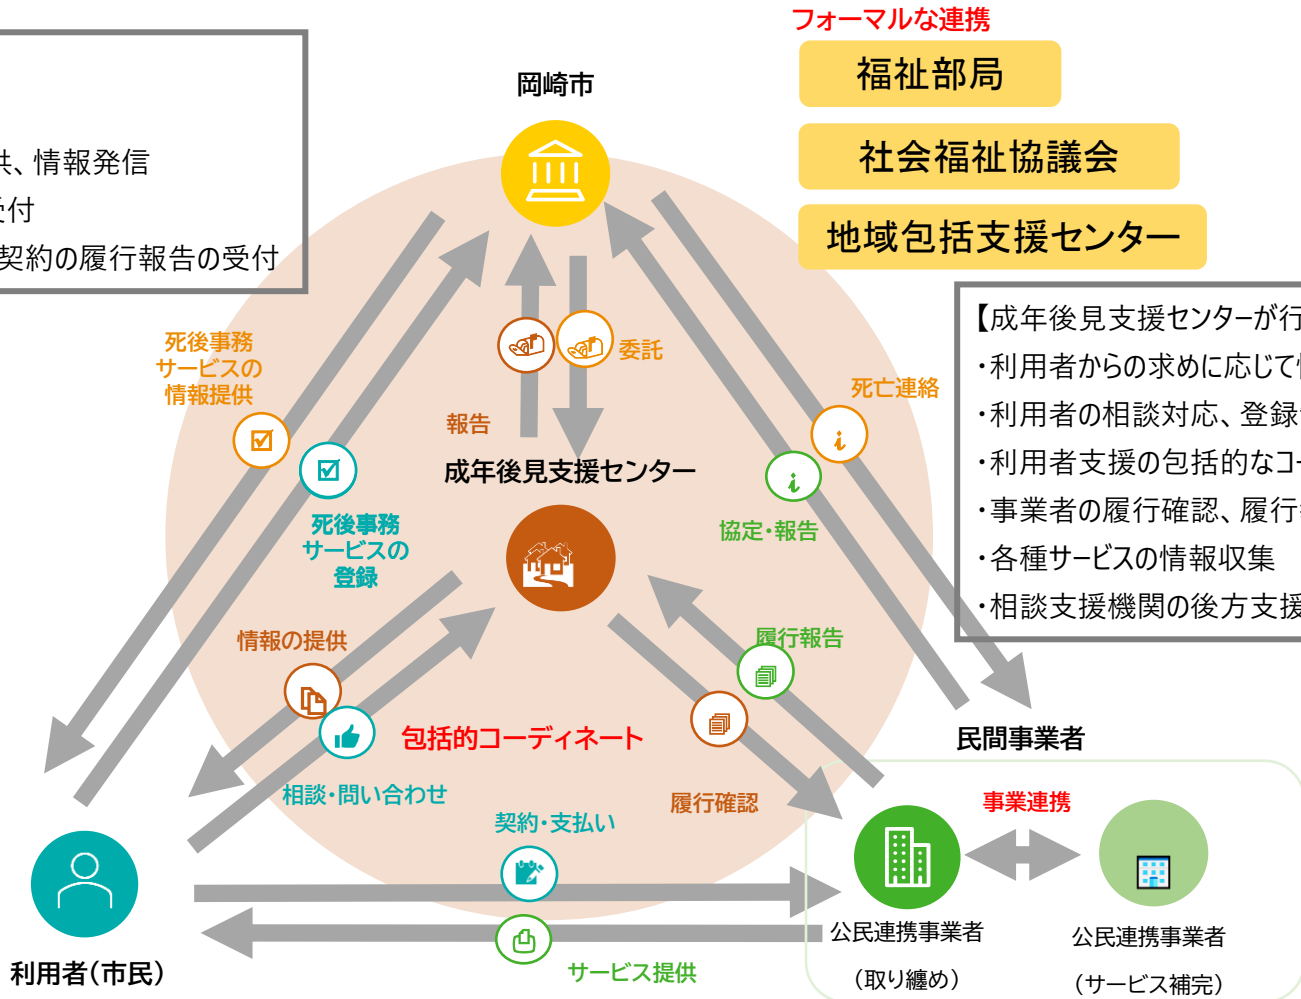 フォーマルな連携
福祉部局
社会福祉協議会
地域包括支援センター
岡崎市
、情報発信
受付
契約の履行報告の受付
【成年後見支援センターが行
・利用者からの求めに応じて
・利用者の相談対応、登録
・利用者支援の包括的なコー
・事業者の履行確認、履行
・各種サービスの情報収集
・相談支援機関の後方支援
死後事務
サービスの
情報提供
委託
死亡連絡
報告
成年後見支援センター
死後事務
サービスの
登録
協定・報告
情報の提供
履行報告
包括的コーディネート
民間事業者
相談・問い合わせ
履行確認
契約・支払い
事業連携
サービス提供
利用者(市民)
公民連携事業者
(取り纏め)
公民連携事業者
(サービス補完)